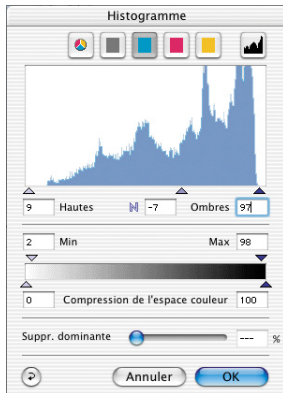 Histogramme
9 Hautes -7 Ombres 97
2 Min Max 98
0 Compression de l'espace couleur 100
Suppr. dominante --- %
Annuler OK